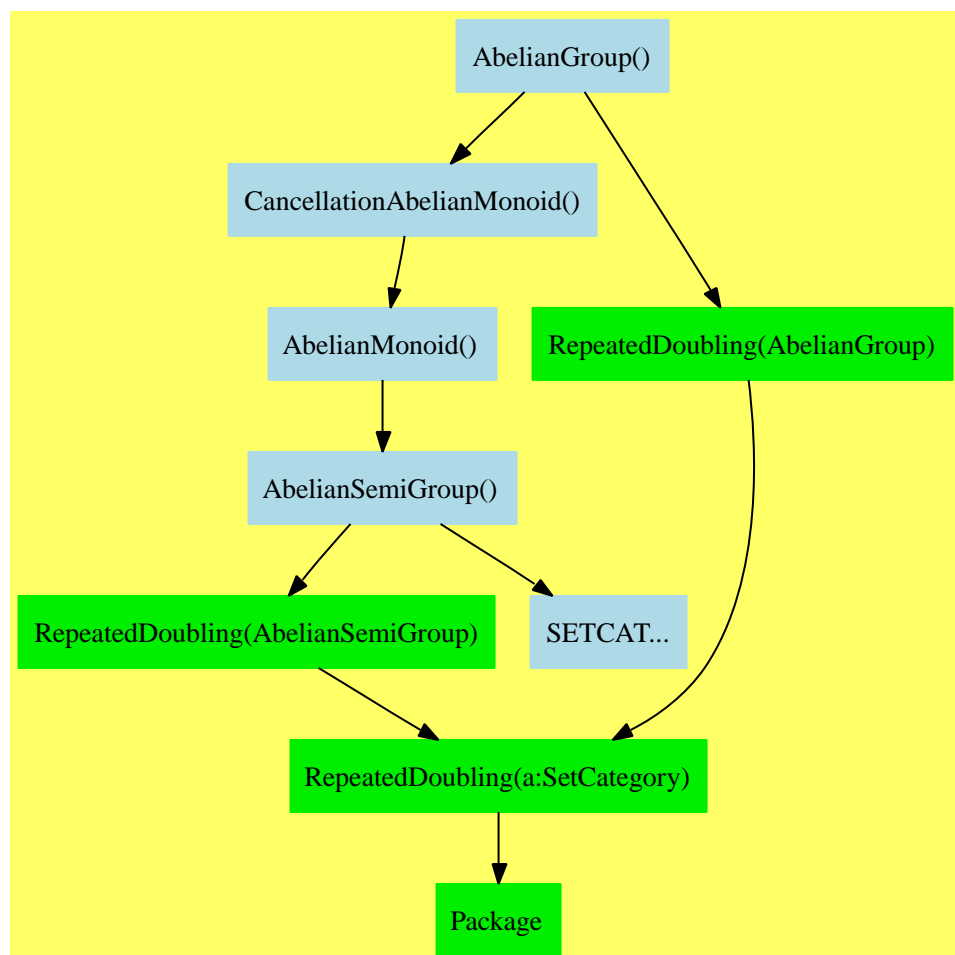 AbelianGroup()
CancellationAbelianMonoid()
AbelianMonoid()
RepeatedDoubling(AbelianGroup)
AbelianSemiGroup()
RepeatedDoubling(AbelianSemiGroup)
SETCAT...
RepeatedDoubling(a:SetCategory)
Package